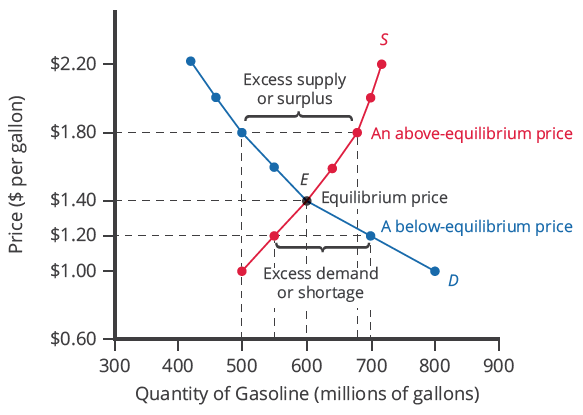 S
$2.20
Excess supply
or surplus
$1.80
An above-equilibrium price
E
$1.40
Equilibrium price
$1.20
A below-equilibrium price
$1.00
Excess demand
or shortage
D
$0.60
300 400 500 600 700 800 900
Quantity of Gasoline (millions of gallons)
Price ($ per gallon)